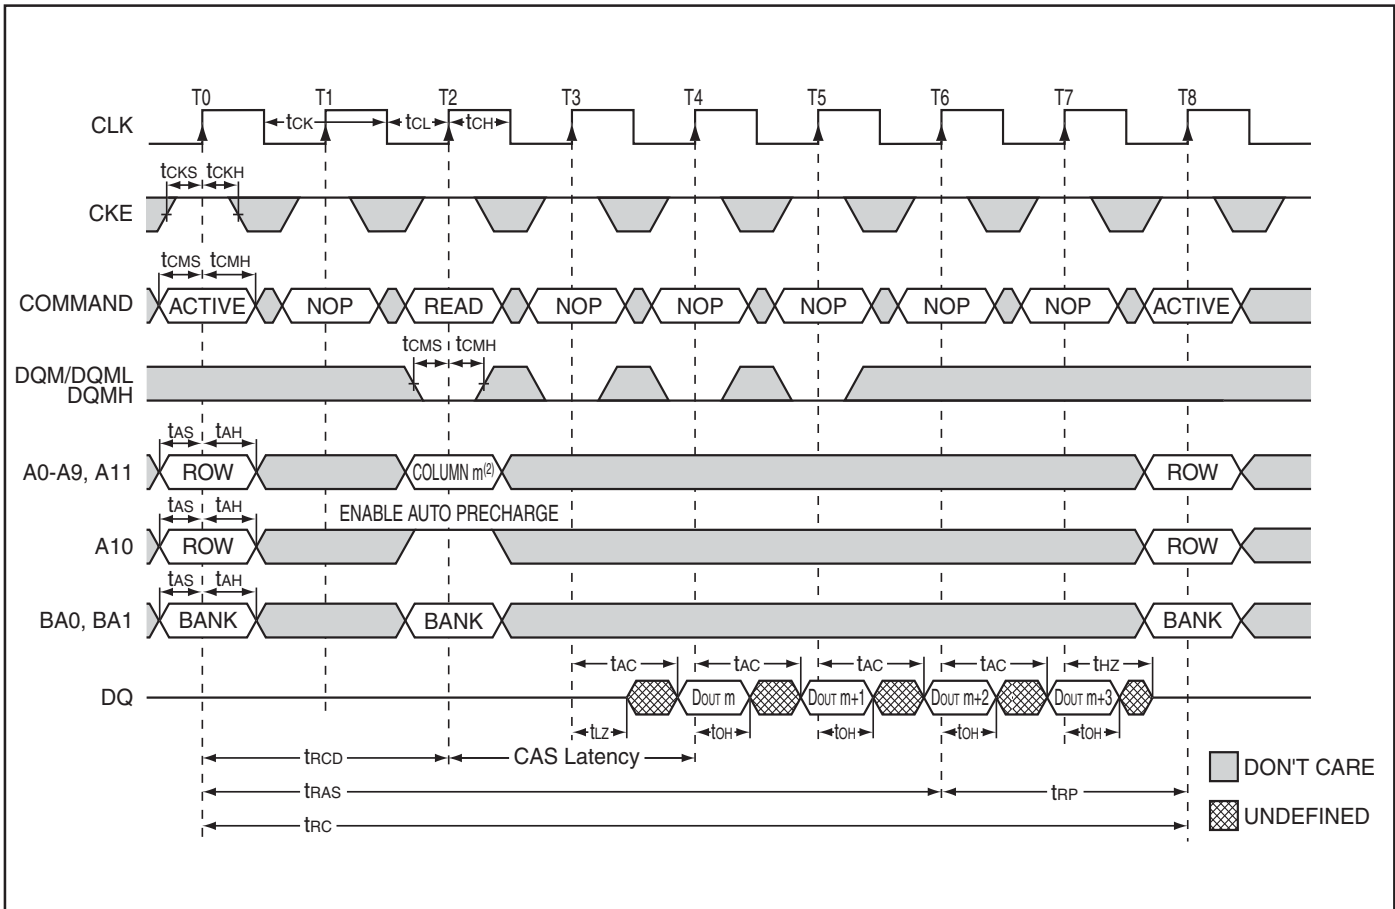 T0 T1 T2 T3 T4 T5 T6 T7 T8
CLK
tCK tCL tCH
tCKS tCKH
CKE
tCMS tCMH
COMMAND ACTIVE NOP READ NOP NOP NOP NOP NOP ACTIVE
tCMS tCMH
DQM/DQML
DQMH
tAS tAH
A0-A9, A11 ROW COLUMN m(2) ROW
tAS tAH ENABLE AUTO PRECHARGE
A10 ROW ROW
tAS tAH
BA0, BA1 BANK BANK BANK
tAC tAC tAC tAC tHZ
DQ DOUT m DOUT m+1 DOUT m+2 DOUT m+3
tLZ tOH tOH tOH tOH
tRCD CAS Latency
tRAS tRP
tRC
DON'T CARE
UNDEFINED